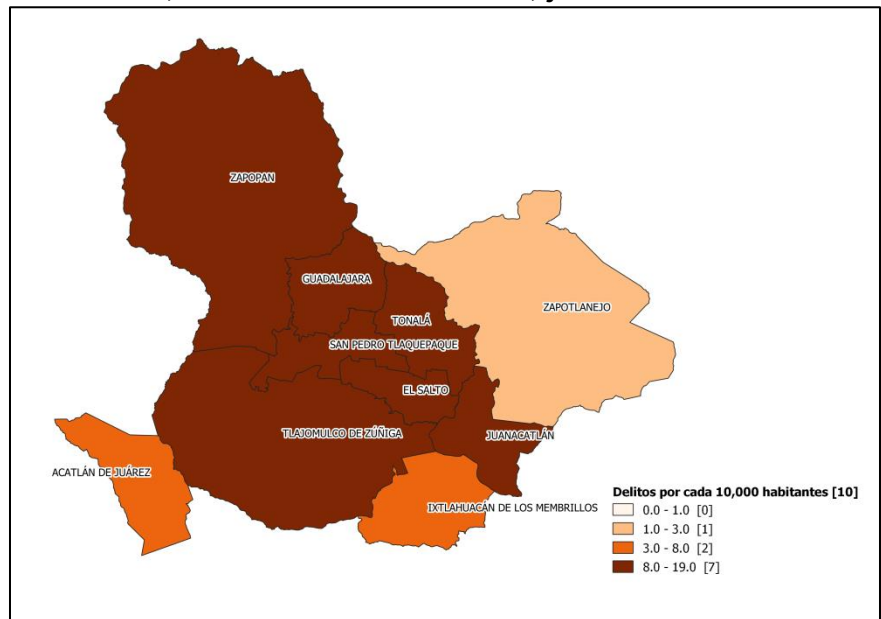 ZAPOPAN
GUADALAJARA
TONALÁ
ZAPOTLANEJO
SAN PEDRO TLAQUEPAQUE
EL SALTO
TLAJOMULCO DE ZÚÑIGA
JUANACATLÁN
ACATLÁN DE JUÁREZ
IXTLAHUACÁN DE LOS MEMBRILLOS
Delitos por cada 10,000 habitantes [10]
0.0 - 1.0 [0]
1.0 - 3.0 [1]
3.0 - 8.0 [2]
8.0 - 19.0 [7]